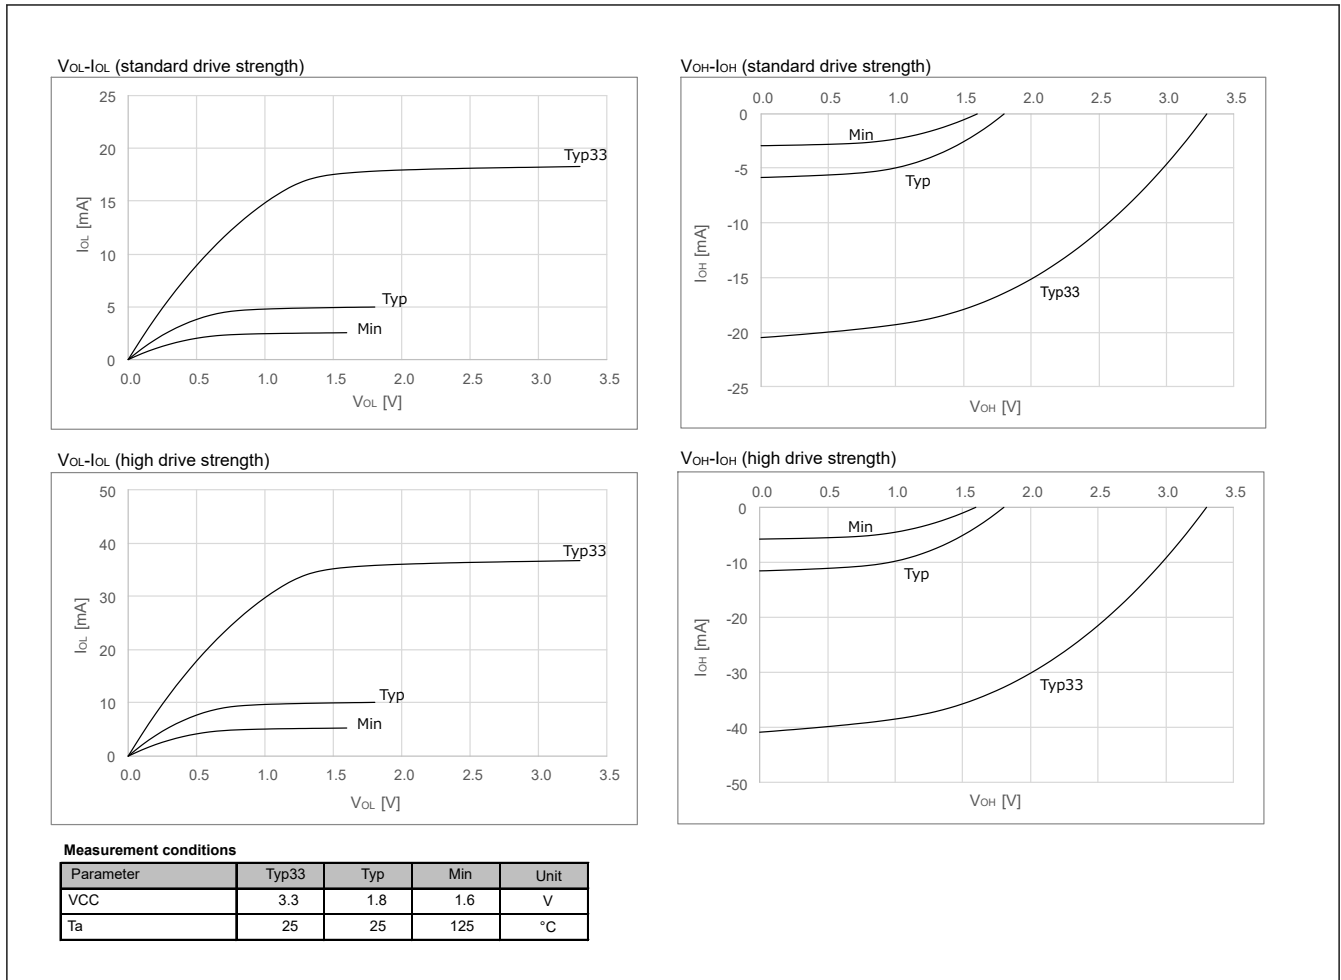 VOL-IOL (standard drive strength)
25
20
15
10
5
0
IOL [mA]
Typ33
Typ
Min
0.0 0.5 1.0 1.5 2.0 2.5 3.0 3.5
VOL [V]
VOH-IOH (standard drive strength)
0.0 0.5 1.0 1.5 2.0 2.5 3.0 3.5
0
-5
-10
-15
-20
-25
IOH [mA]
Min
Typ
Typ33
VOH [V]
VOL-IOL (high drive strength)
50
40
30
20
10
0
IOL [mA]
Typ33
Typ
Min
0.0 0.5 1.0 1.5 2.0 2.5 3.0 3.5
VOL [V]
VOH-IOH (high drive strength)
0.0 0.5 1.0 1.5 2.0 2.5 3.0 3.5
0
-10
-20
-30
-40
-50
IOH [mA]
Min
Typ
Typ33
VOH [V]
Measurement conditions
Parameter Typ33 Typ Min Unit
VCC 3.3 1.8 1.6 V
Ta 25 25 125 °C